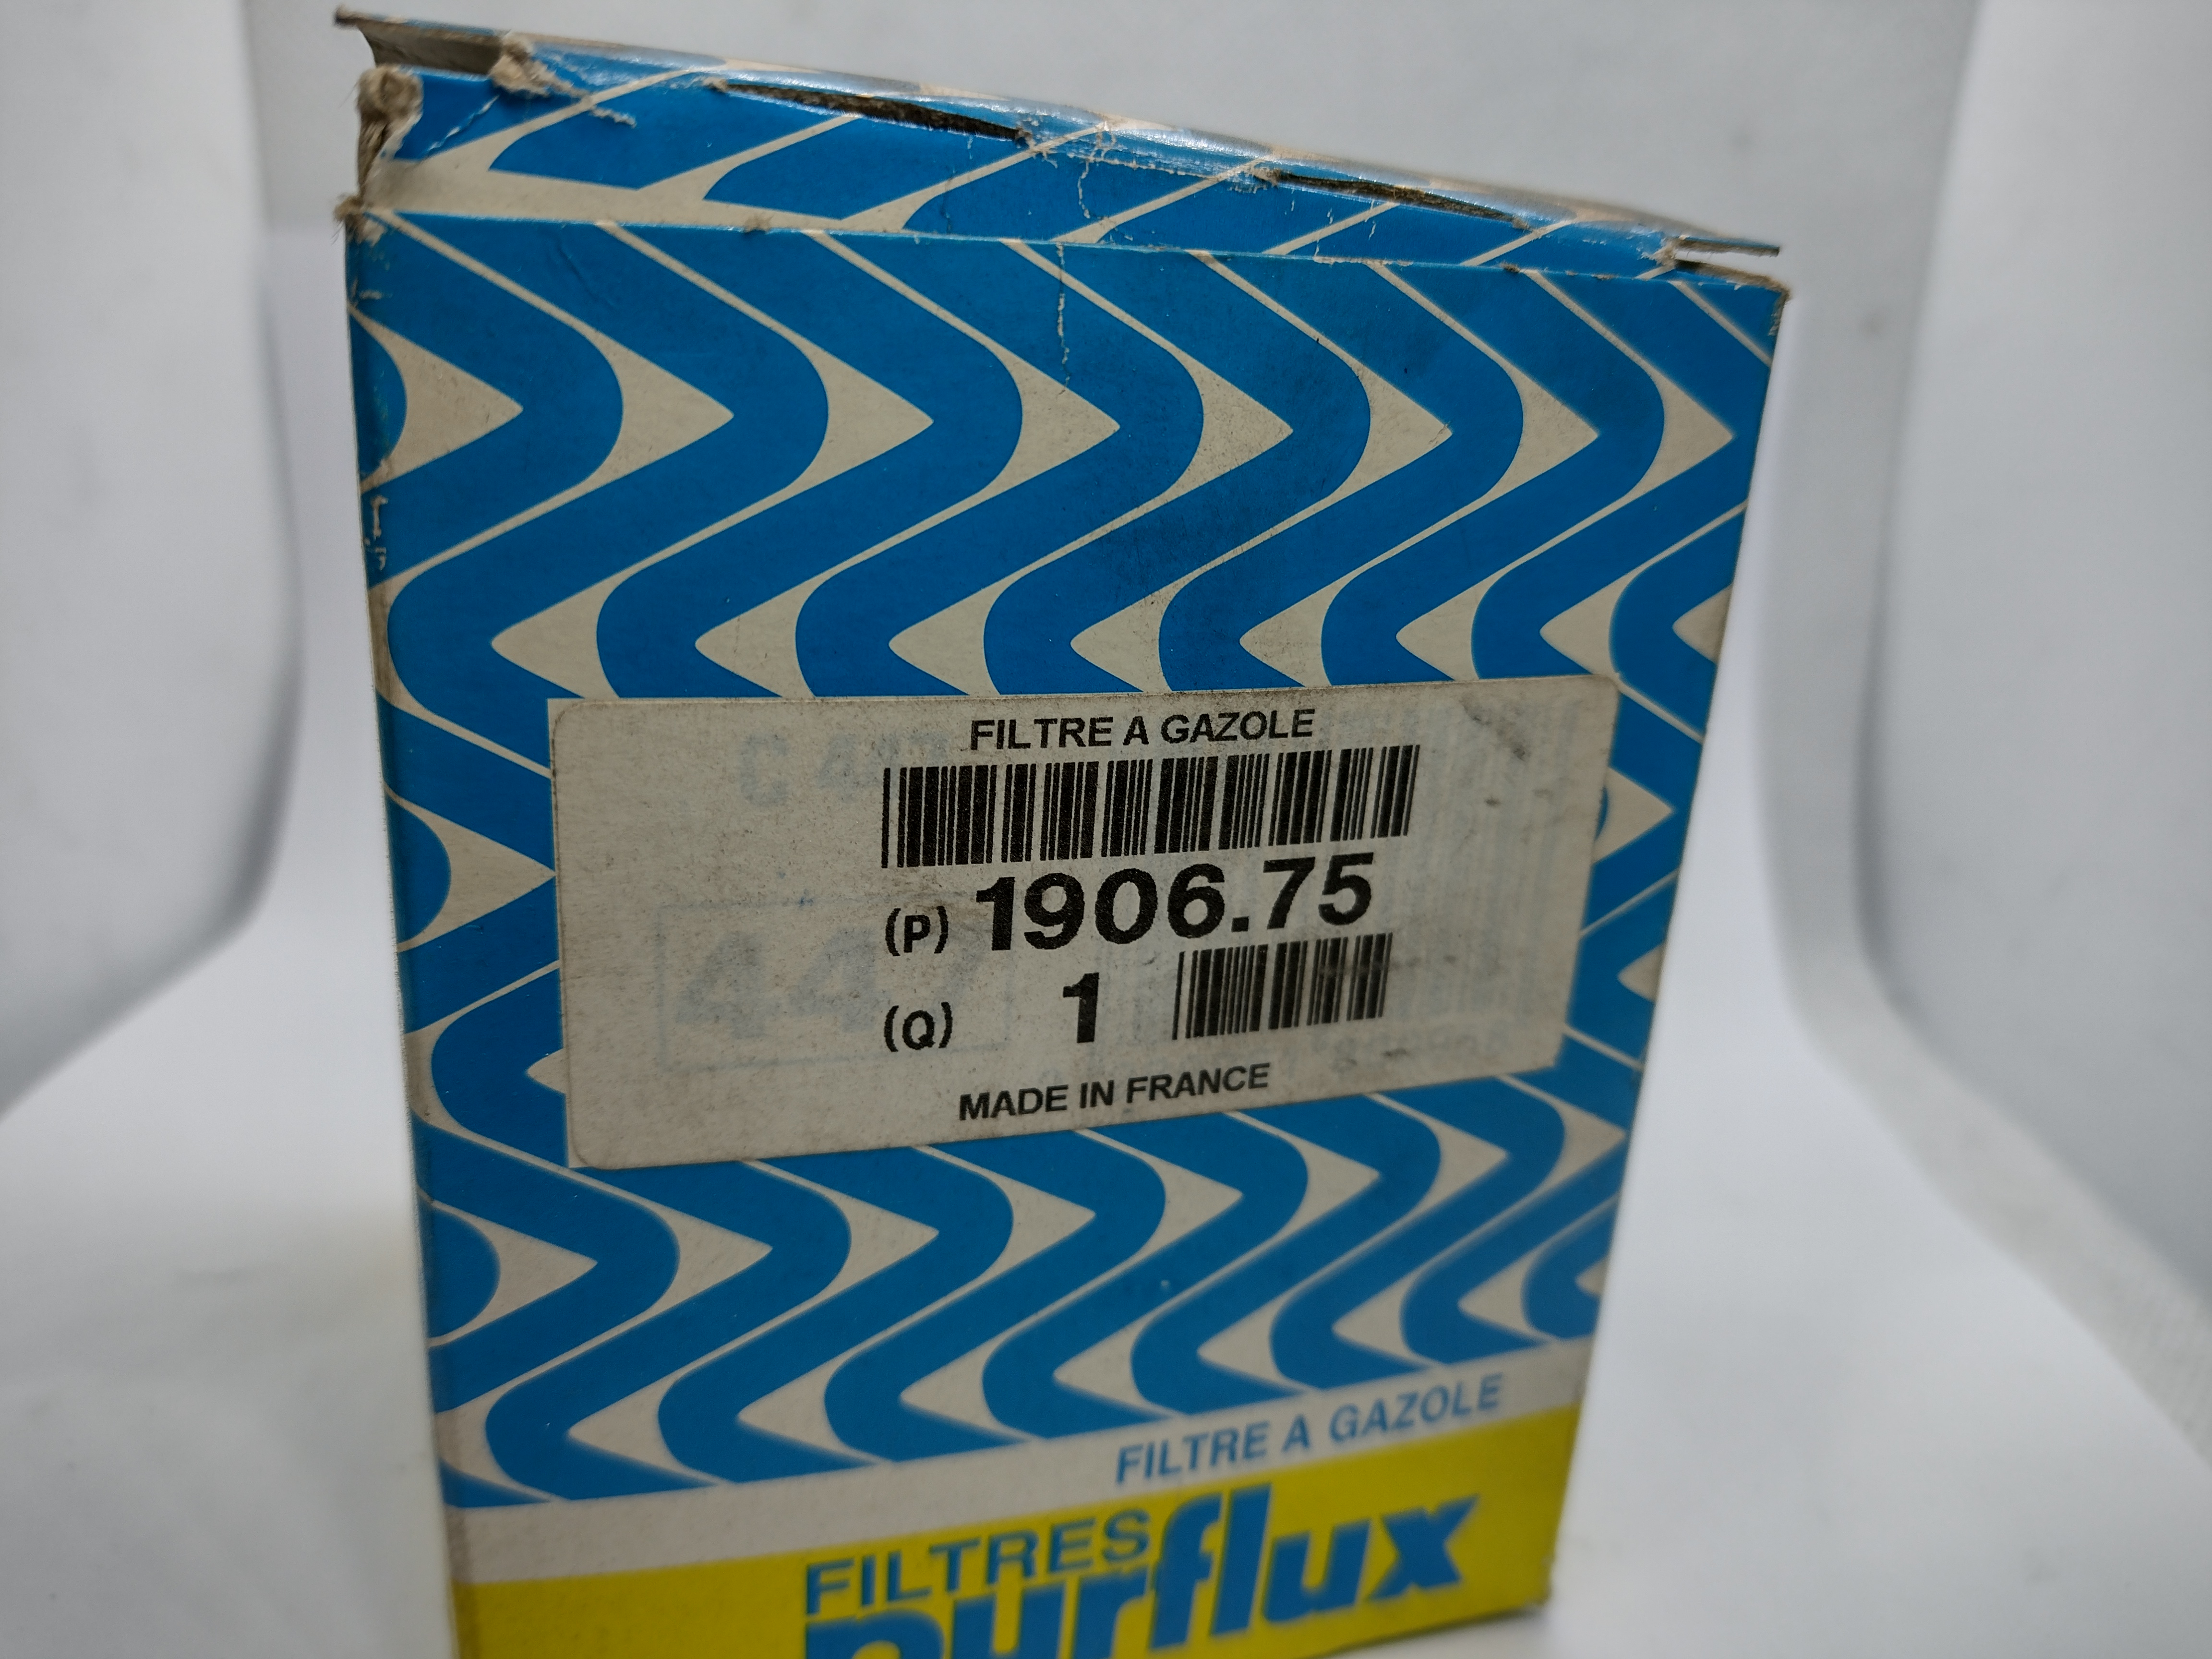 FILTRE A GAZOLE
(P) 1906.75
(Q) 1
MADE IN FRANCE
FILTRE A GAZOLE
FILTRES
purflux